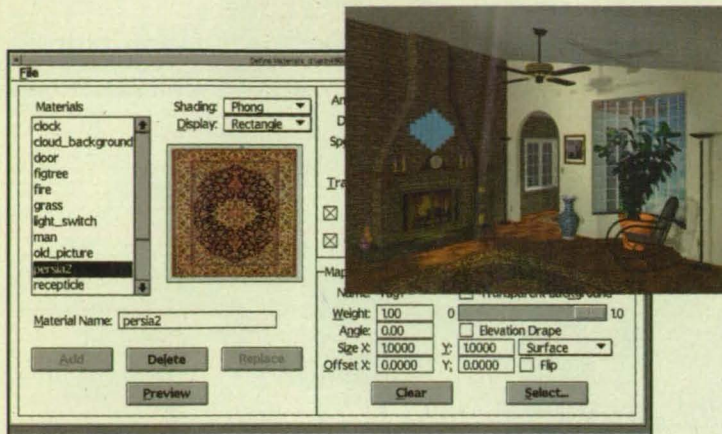 File
Materials
clock
cloud_background
door
figtree
fire
grass
light_switch
man
old_picture
persia2
recepticle
Shading: Phong
Display: Rectangle
Material Name: persia2
Add Delete Replace
Preview
Weight: 1.00 0 1.0
Angle: 0.00 Elevation Drape
Size X: 1.0000 Y: 1.0000 Surface
Offset X: 0.0000 Y; 0.0000 Flip
Clear Select...